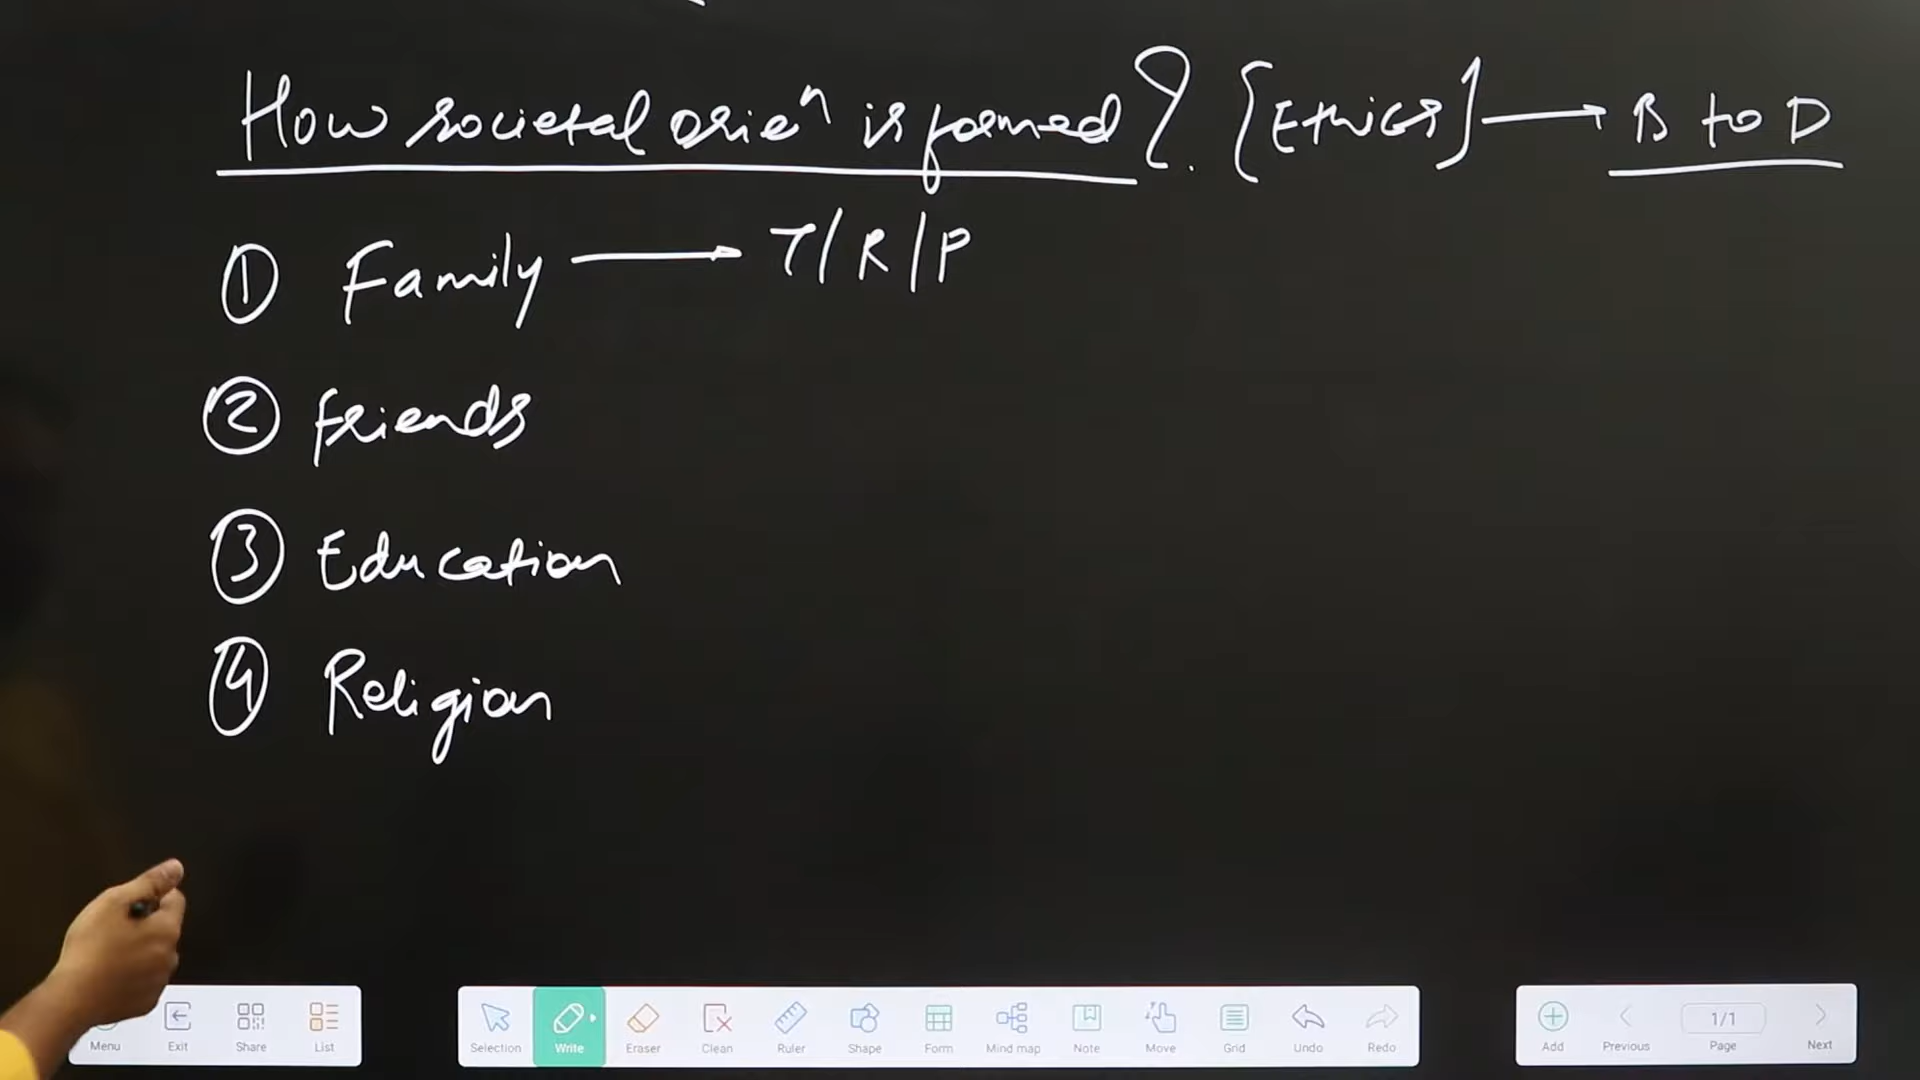 How societal orieⁿ is formed? [Ethics] → B to D
① Family → T/R/P
② friends
③ Education
④ Religion
Menu Exit Share List Selection Write Eraser Clean Ruler Shape Form Mind map Note Move Grid Undo Redo Add Previous 1/1 Page Next